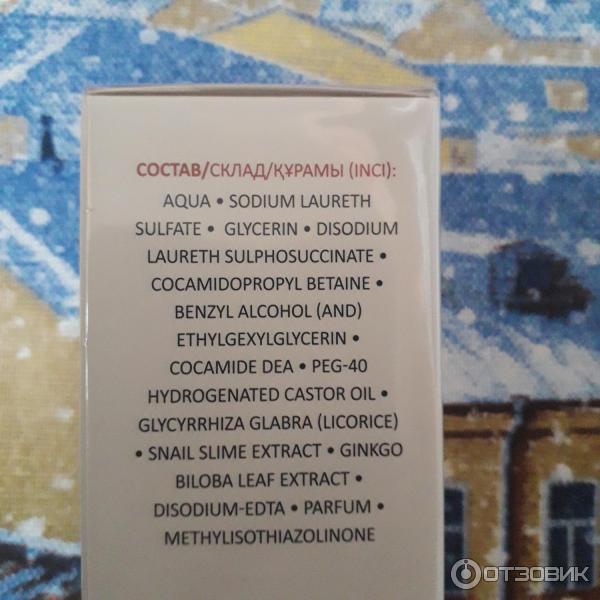 СОСТАВ/СКЛАД/ҚҰРАМЫ (INCI):
AQUA • SODIUM LAURETH
SULFATE • GLYCERIN • DISODIUM
LAURETH SULPHOSUCCINATE •
COCAMIDOPROPYL BETAINE •
BENZYL ALCOHOL (AND)
ETHYLGEXYLGLYCERIN •
COCAMIDE DEA • PEG-40
HYDROGENATED CASTOR OIL •
GLYCYRRHIZA GLABRA (LICORICE)
• SNAIL SLIME EXTRACT • GINKGO
BILOBA LEAF EXTRACT •
DISODIUM-EDTA • PARFUM •
METHYLISOTHIAZOLINONE
ОТЗОВИК